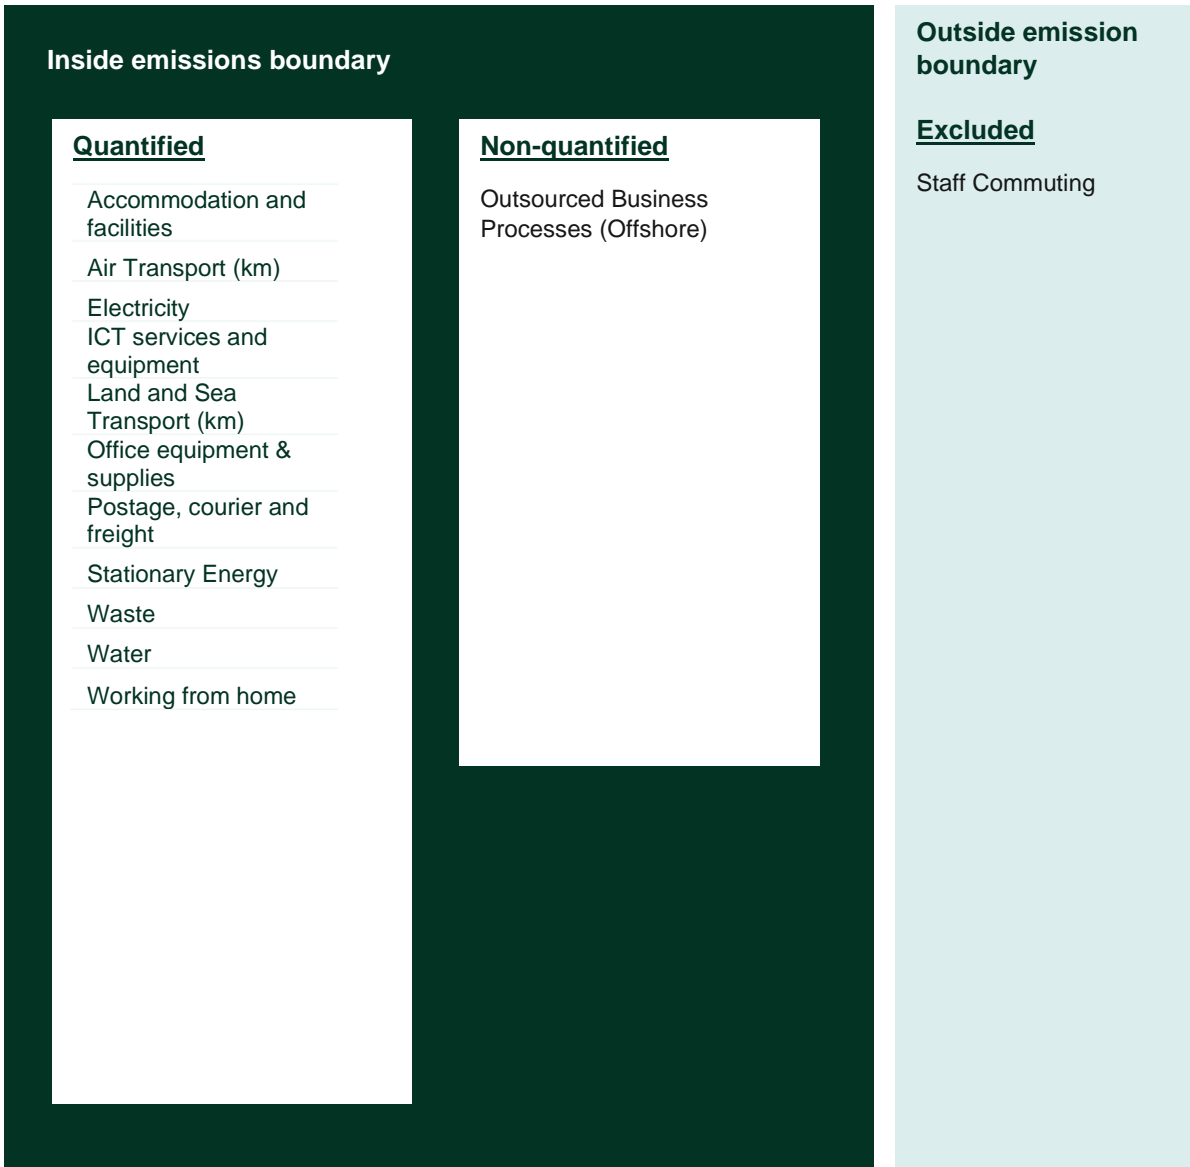 Inside emissions boundary
Quantified
Accommodation and
facilities
Air Transport (km)
Electricity
ICT services and
equipment
Land and Sea
Transport (km)
Office equipment &
supplies
Postage, courier and
freight
Stationary Energy
Waste
Water
Working from home
Non-quantified
Outsourced Business
Processes (Offshore)
Outside emission
boundary
Excluded
Staff Commuting